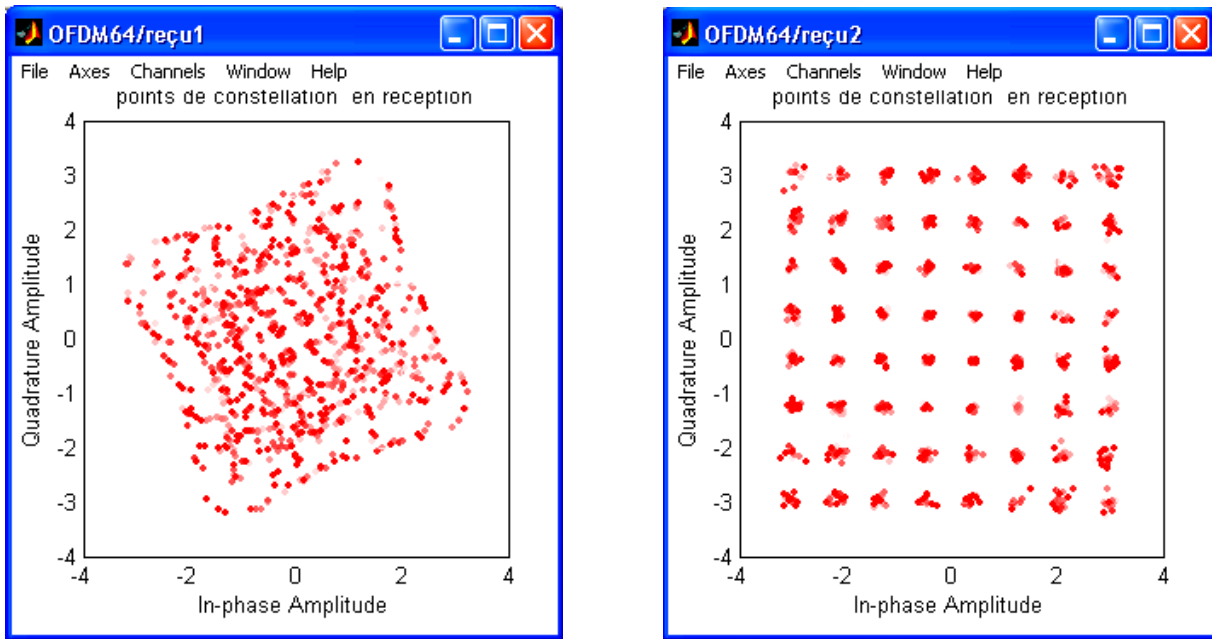 OFDM64/reçu1
File Axes Channels Window Help
points de constellation en reception
4
3
2
1
0
-1
-2
-3
-4
Quadrature Amplitude
-4 -2 0 2 4
In-phase Amplitude
OFDM64/reçu2
File Axes Channels Window Help
points de constellation en reception
4
3
2
1
0
-1
-2
-3
-4
Quadrature Amplitude
-4 -2 0 2 4
In-phase Amplitude